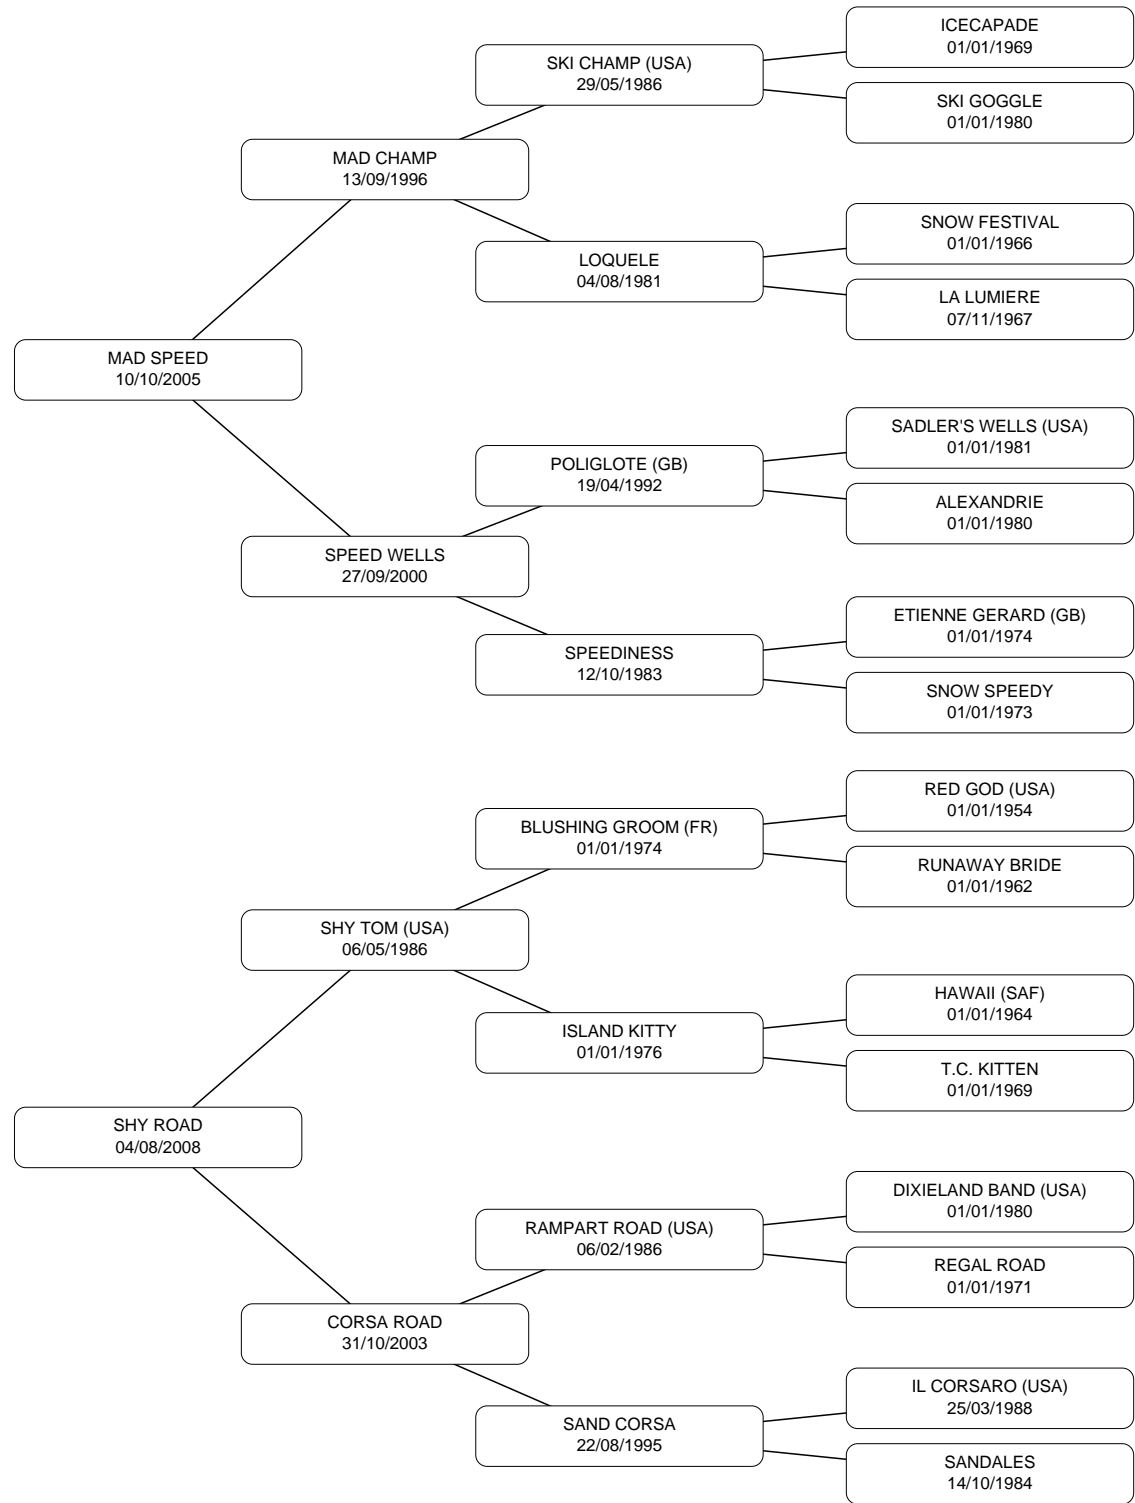 ICECAPADE
01/01/1969
SKI CHAMP (USA)
29/05/1986
SKI GOGGLE
01/01/1980
MAD CHAMP
13/09/1996
SNOW FESTIVAL
01/01/1966
LOQUELE
04/08/1981
LA LUMIERE
07/11/1967
MAD SPEED
10/10/2005
SADLER'S WELLS (USA)
01/01/1981
POLIGLOTE (GB)
19/04/1992
ALEXANDRIE
01/01/1980
SPEED WELLS
27/09/2000
ETIENNE GERARD (GB)
01/01/1974
SPEEDINESS
12/10/1983
SNOW SPEEDY
01/01/1973
RED GOD (USA)
01/01/1954
BLUSHING GROOM (FR)
01/01/1974
RUNAWAY BRIDE
01/01/1962
SHY TOM (USA)
06/05/1986
HAWAII (SAF)
01/01/1964
ISLAND KITTY
01/01/1976
T.C. KITTEN
01/01/1969
SHY ROAD
04/08/2008
DIXIELAND BAND (USA)
01/01/1980
RAMPART ROAD (USA)
06/02/1986
REGAL ROAD
01/01/1971
CORSA ROAD
31/10/2003
IL CORSARO (USA)
25/03/1988
SAND CORSA
22/08/1995
SANDALES
14/10/1984